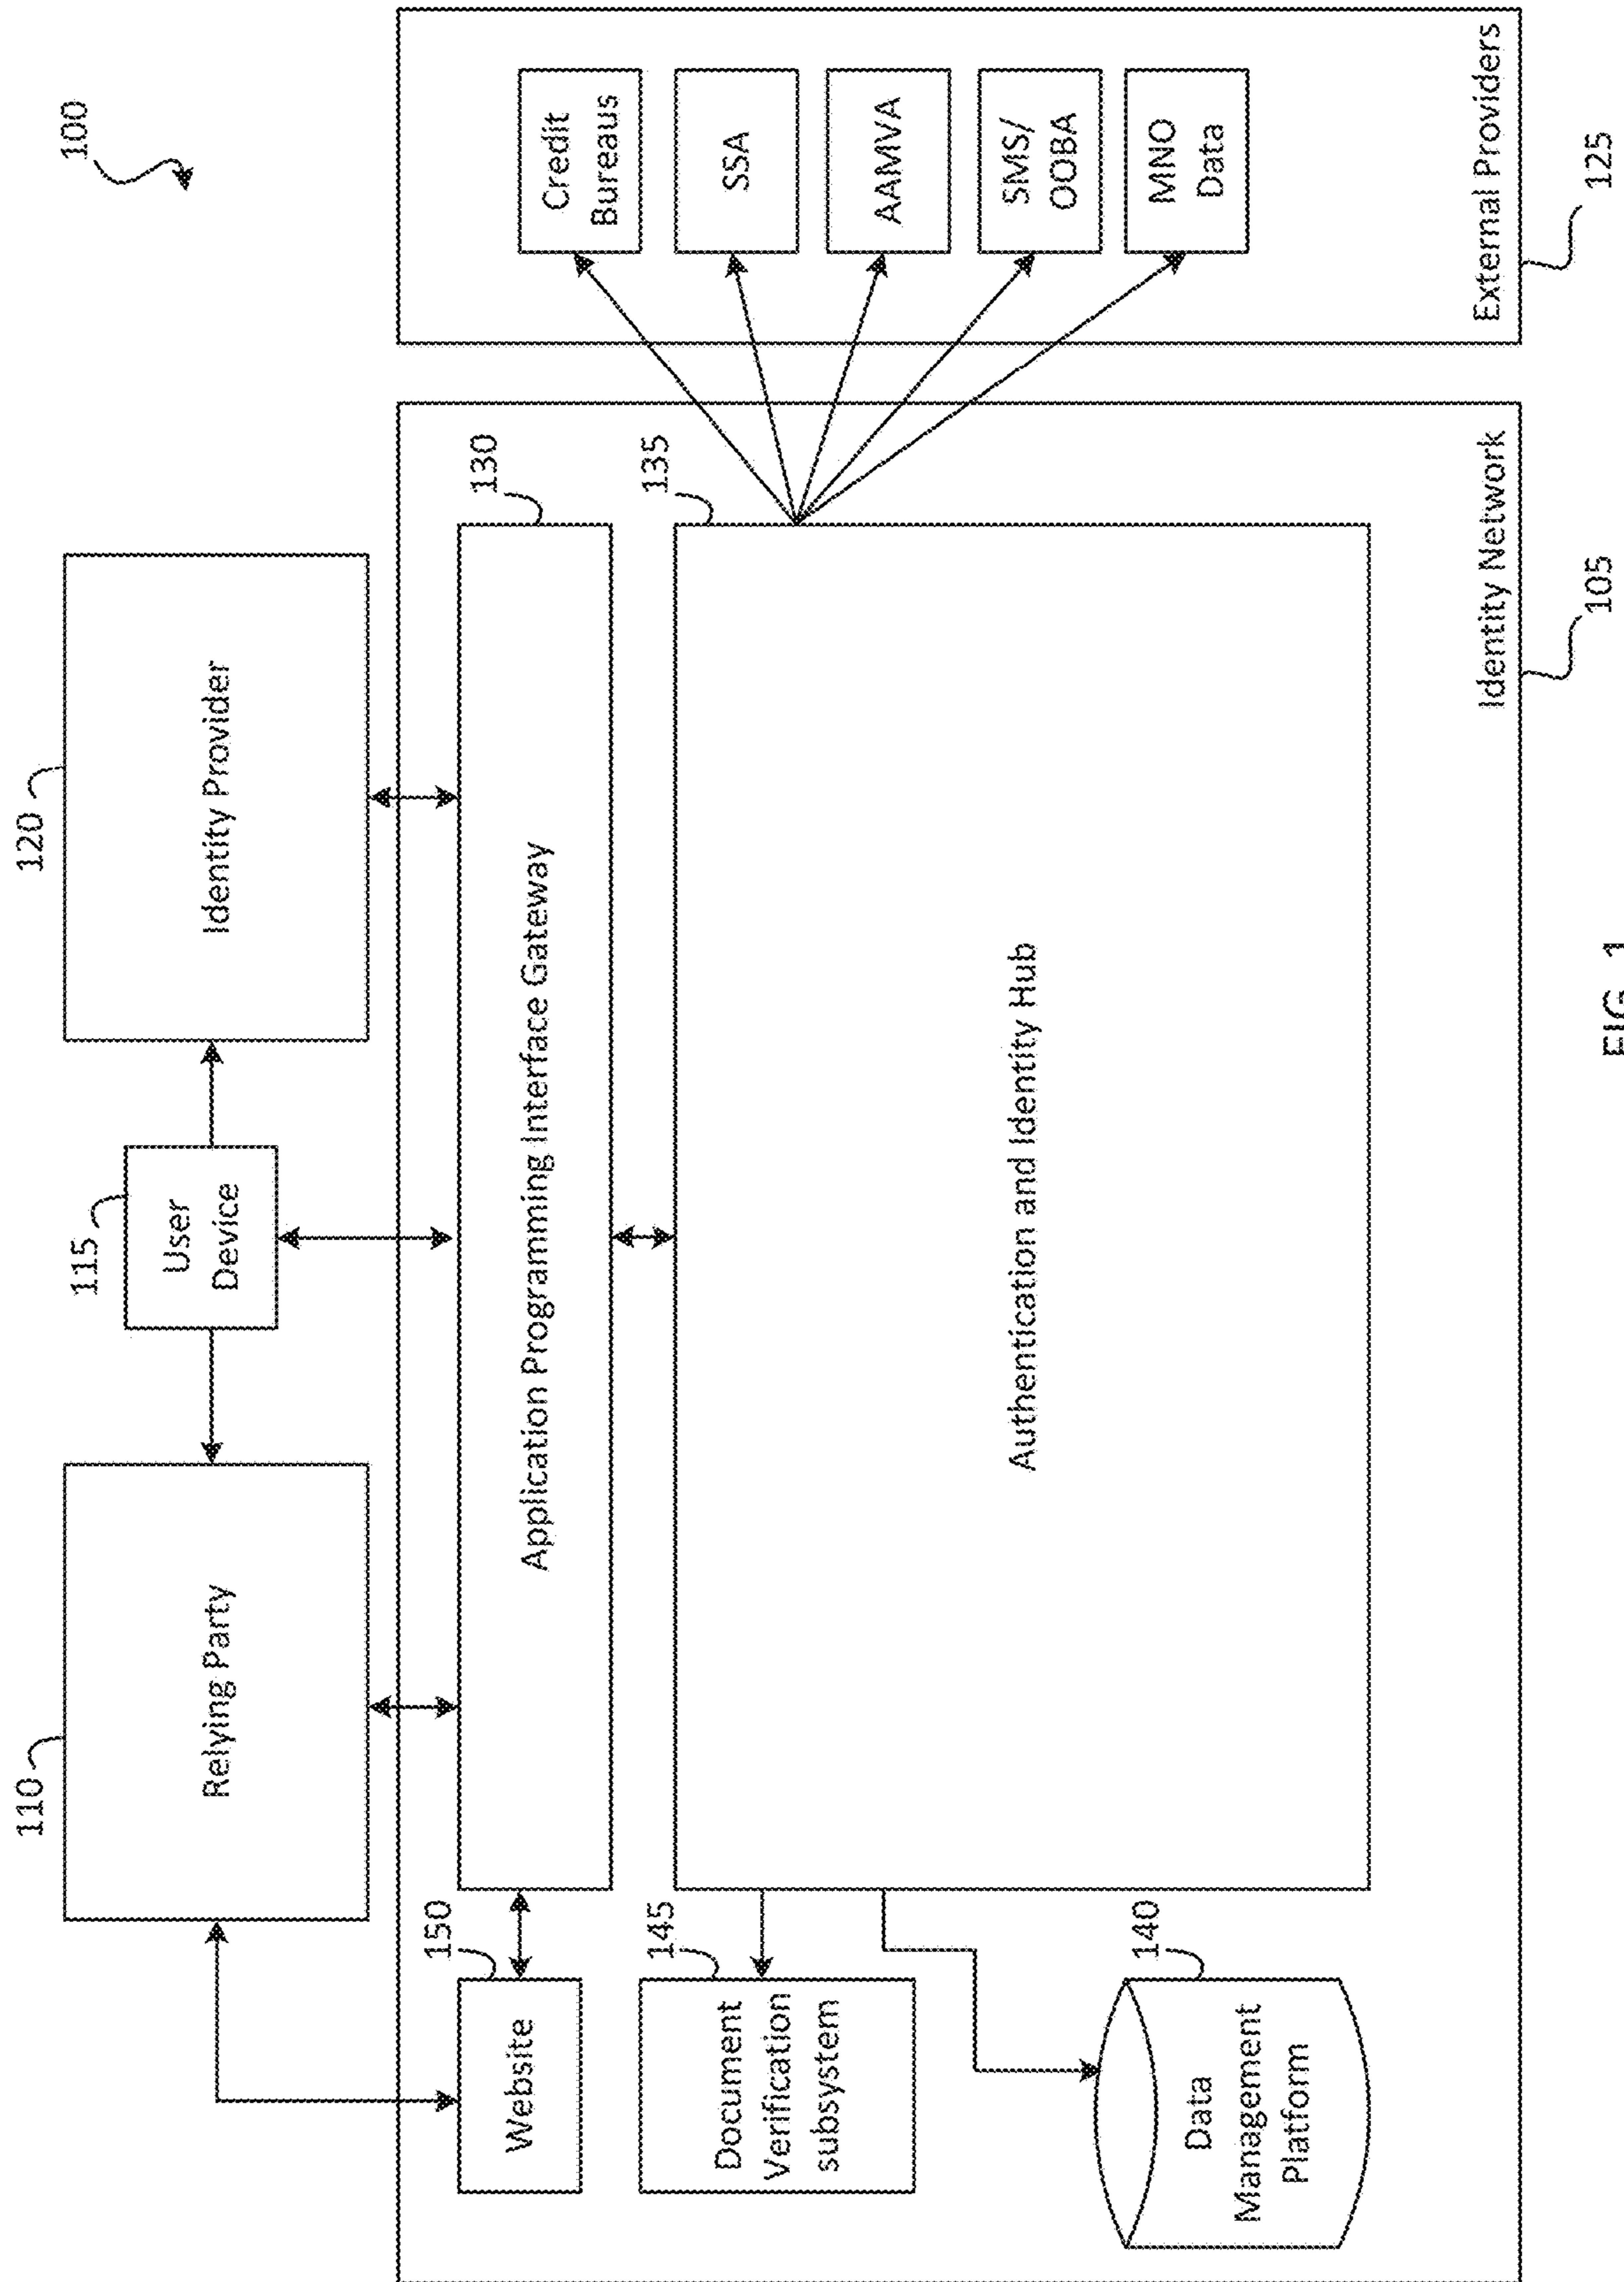 100
110
115
120
Relying Party
User
Device
Identity Provider
150
Website
Application Programming Interface Gateway
130
145
Document
Verification
subsystem
135
Authentication and Identity Hub
140
Data
Management
Platform
Identity Network
105
Credit
Bureaus
SSA
AAMVA
SMS/
OOBA
MNO
Data
External Providers
125
FIG. 1